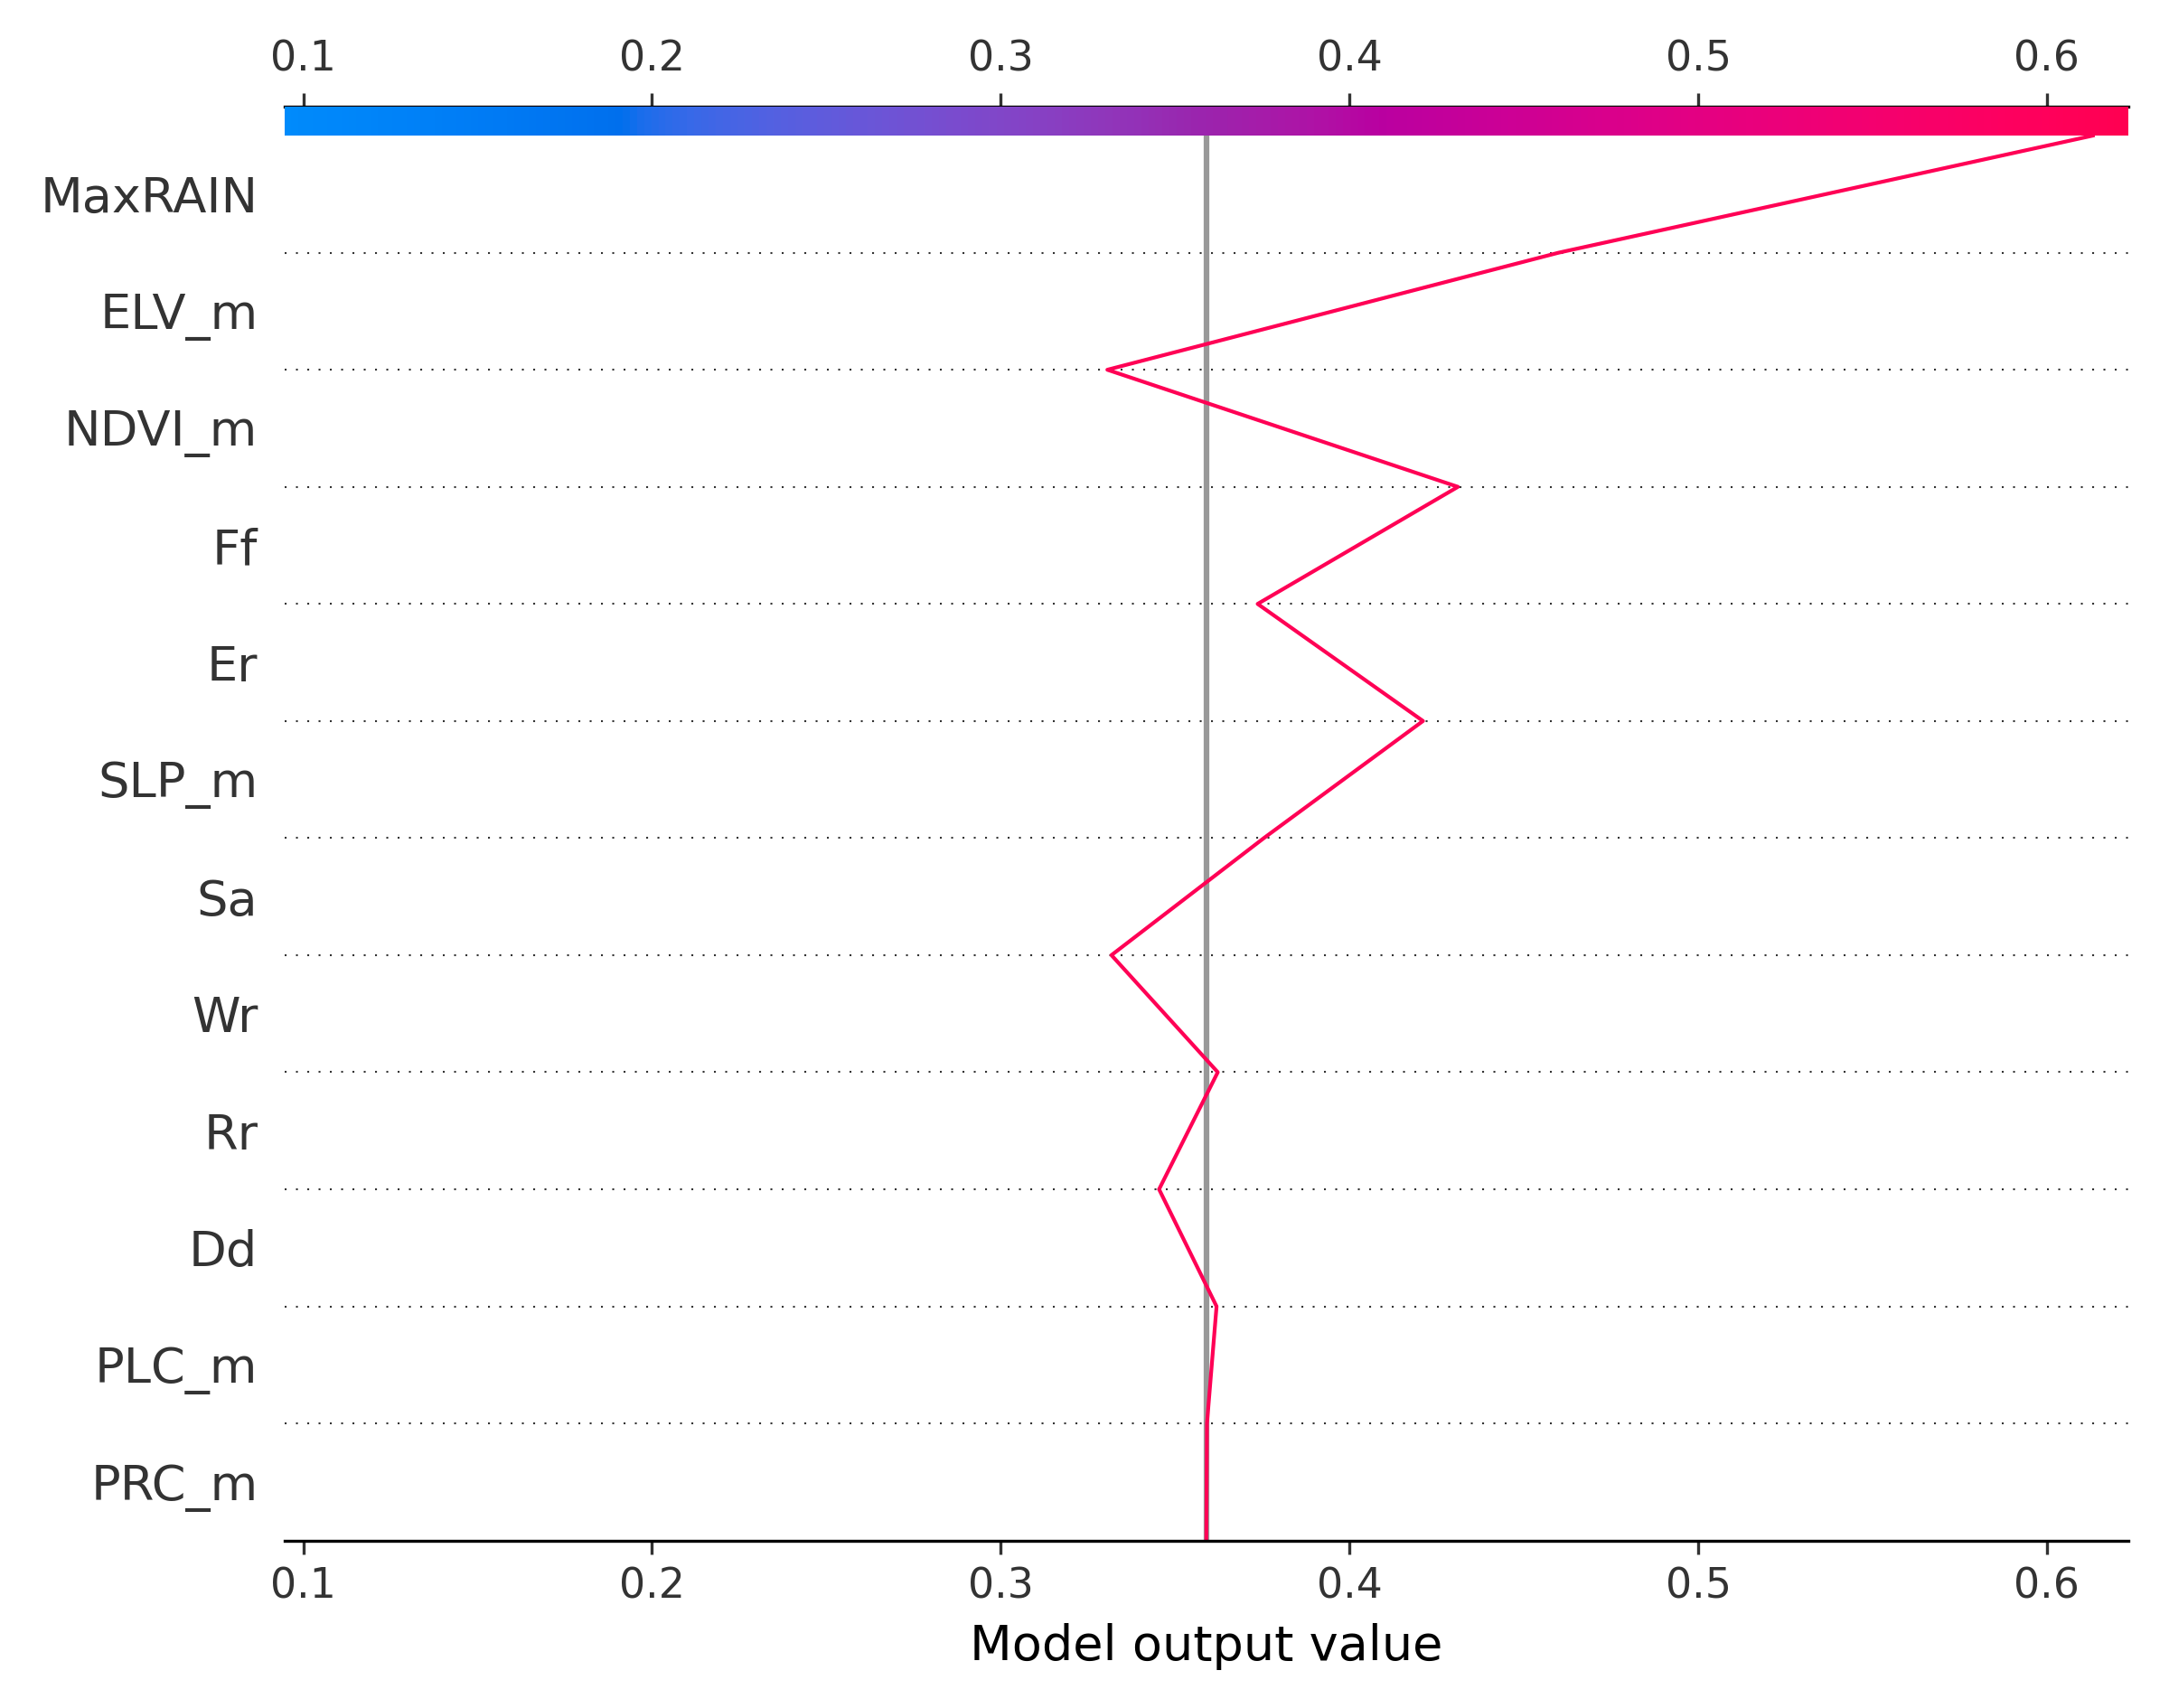 0.1 0.2 0.3 0.4 0.5 0.6
MaxRAIN
ELV_m
NDVI_m
Ff
Er
SLP_m
Sa
Wr
Rr
Dd
PLC_m
PRC_m
0.1 0.2 0.3 0.4 0.5 0.6
Model output value